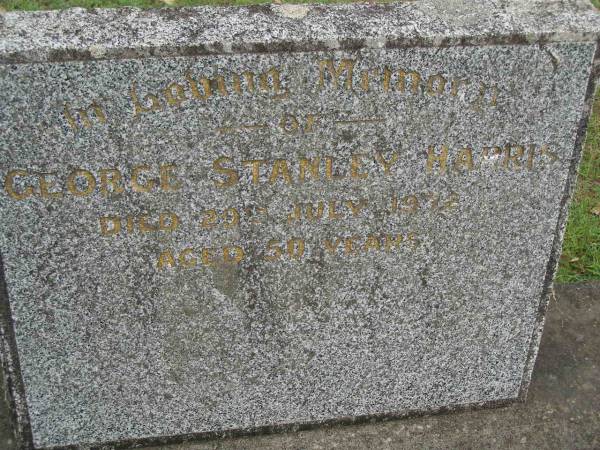 In Loving Memory
OF
GEORGE STANLEY HARRIS
DIED 29TH JULY 1972
AGED 50 YEARS